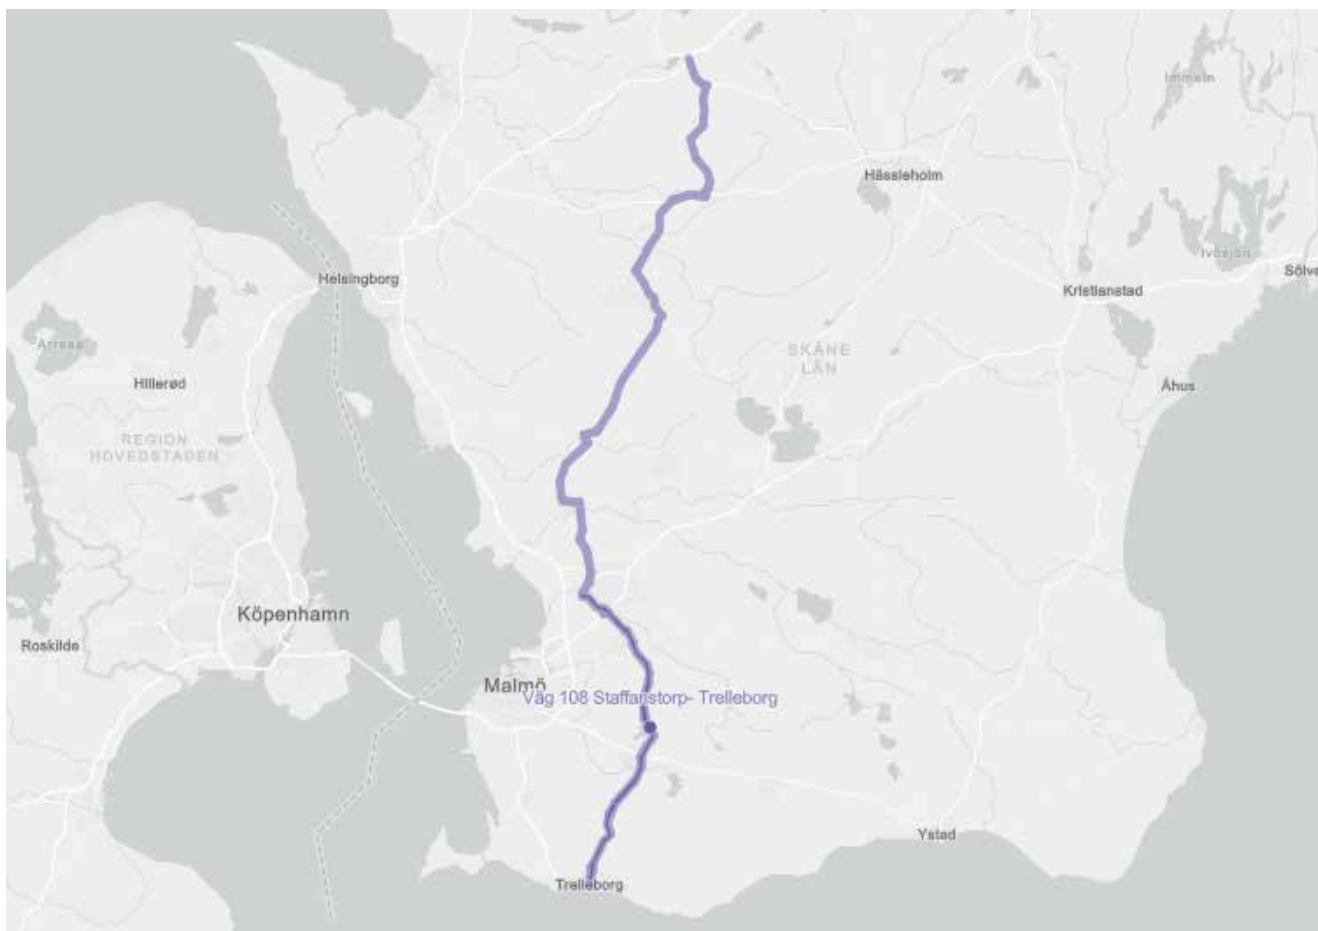 Immeln
Hässleholm
Ivösjön
Sölve
Helsingborg
Kristianstad
Arresø
SKÅNE
LÄN
Hillerød
Åhus
REGION
HOVEDSTADEN
Köpenhamn
Roskilde
Malmö
Väg 108 Staffanstorp- Trelleborg
Ystad
Trelleborg